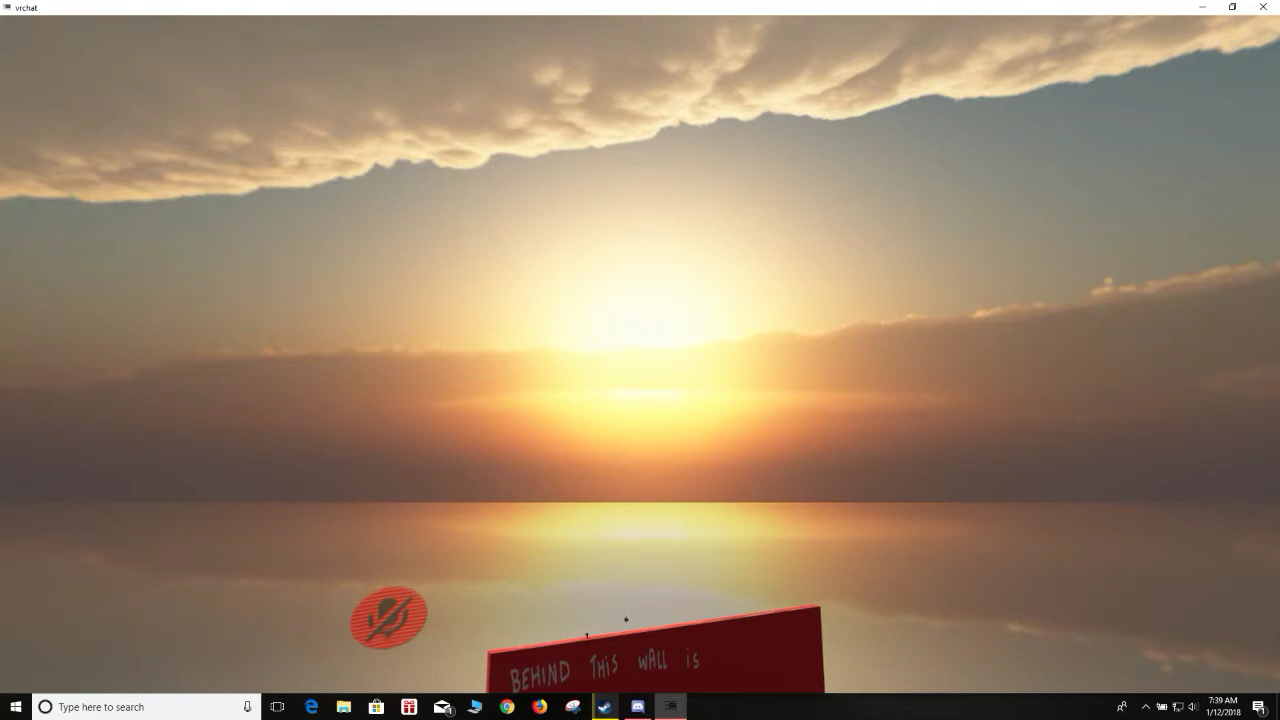 vrchat
BEHIND THiS WALL iS
Type here to search
7:39 AM
1/12/2018